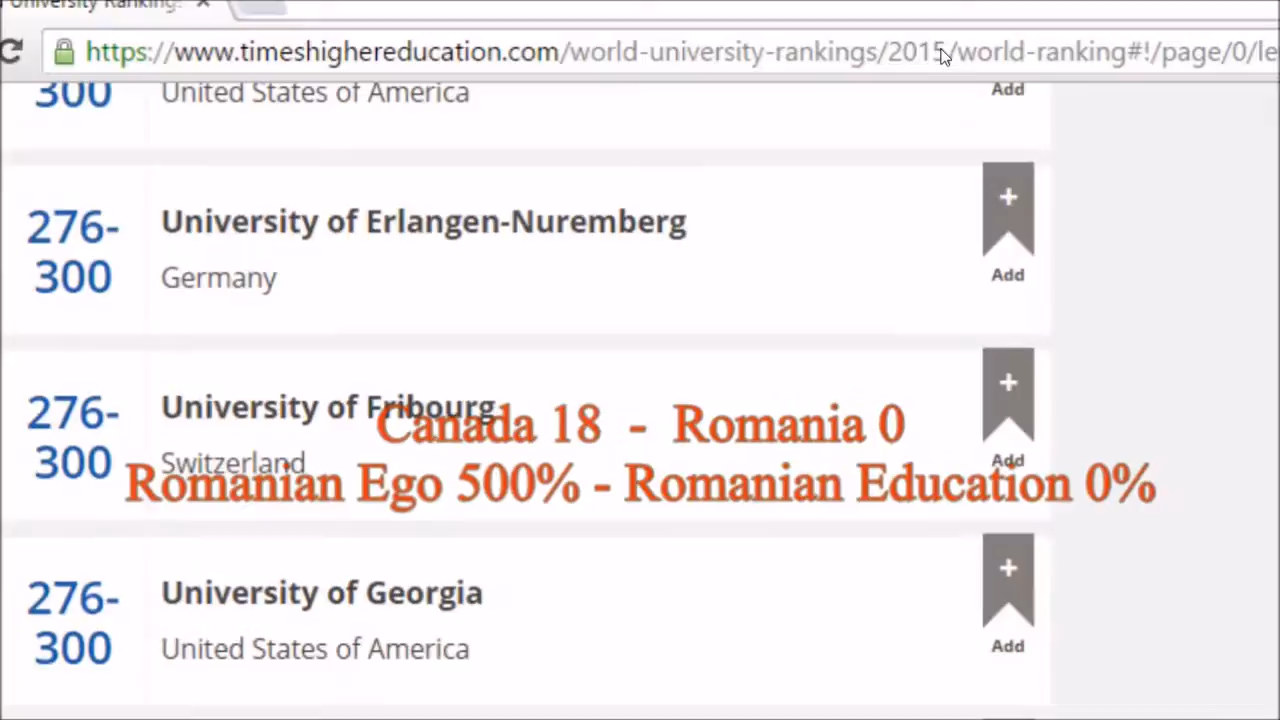 University Ranking:
https://www.timeshighereducation.com/world-university-rankings/2015/world-ranking#!/page/0/le
300
United States of America
Add
276-
300
University of Erlangen-Nuremberg
Germany
+
Add
276-
300
University of Fribourg
Switzerland
+
Add
Canada 18 - Romania 0
Romanian Ego 500% - Romanian Education 0%
276-
300
University of Georgia
United States of America
+
Add